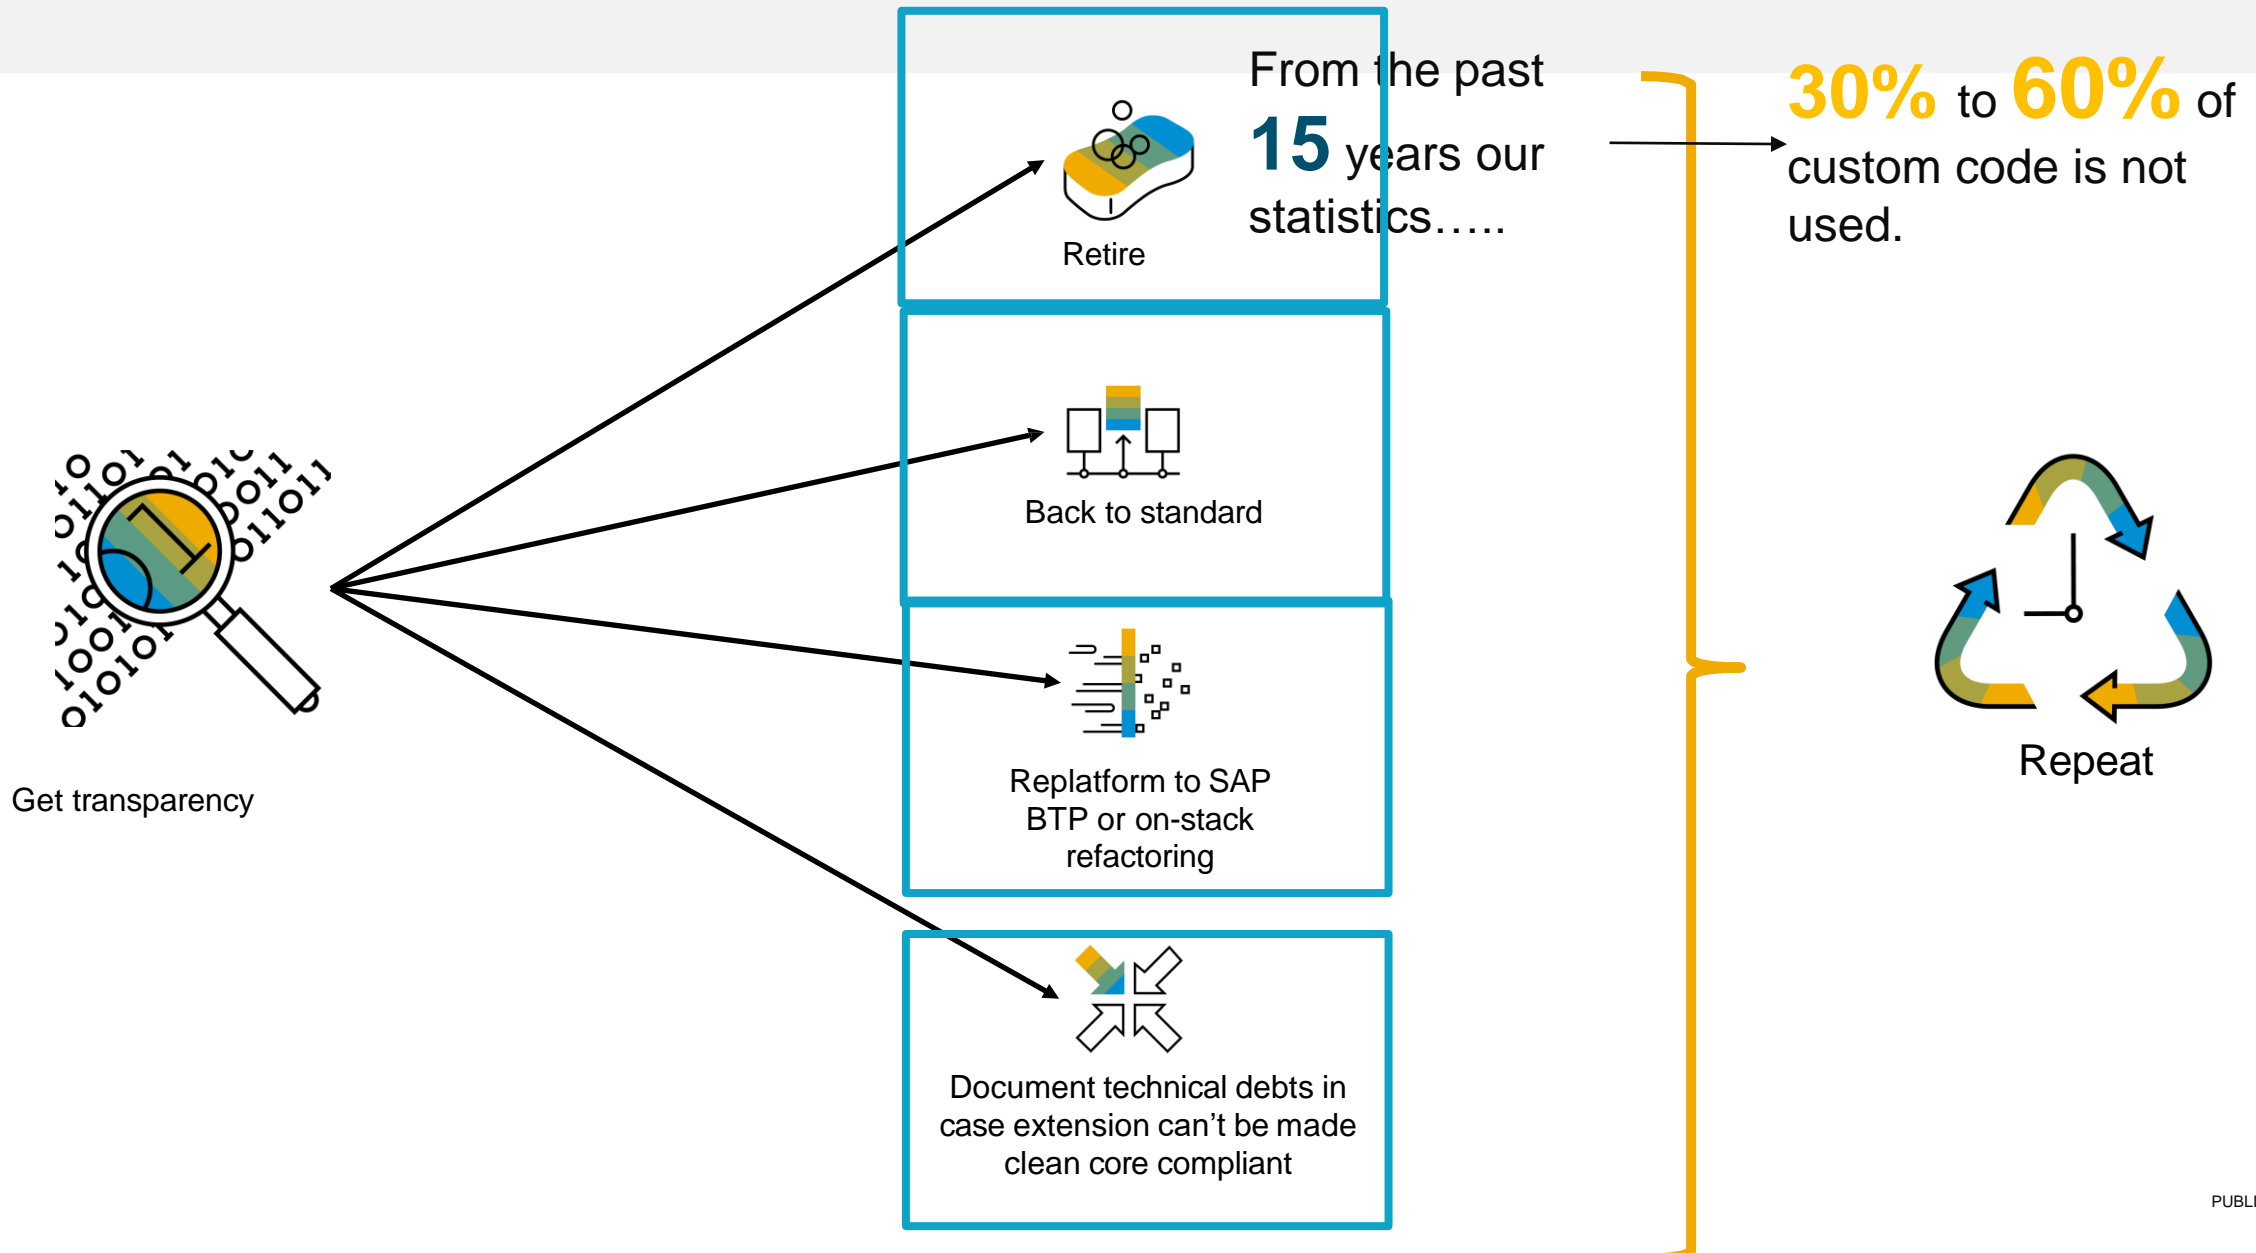 From the past
15 years our
statistics…..
30% to 60% of
custom code is not
used.
Retire
Back to standard
Get transparency
Replatform to SAP
BTP or on-stack
refactoring
Repeat
Document technical debts in
case extension can’t be made
clean core compliant
PUBLI